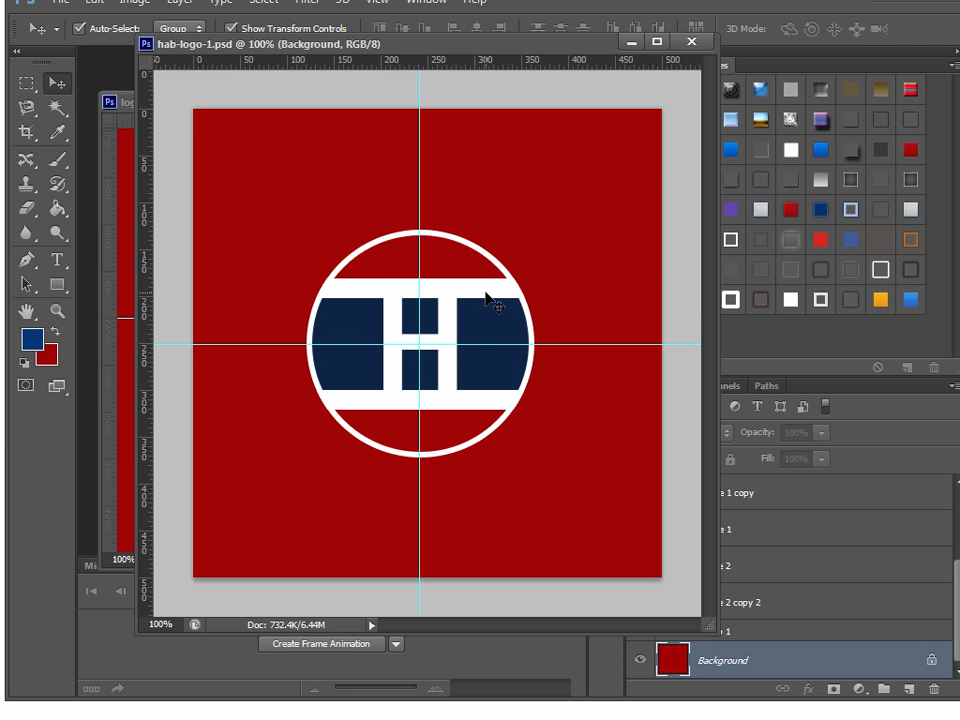 Auto-Select:
Group
Show Transform Controls
3D Mode:
hab-logo-1.psd @ 100% (Background, RGB/8)
0 50 100 150 200 250 300 350 400 450 500
H
100%
100%
Doc: 732.4K/6.44M
Create Frame Animation
Paths
Opacity: 100%
Fill: 100%
1 copy
1
2
2 copy 2
1
Background